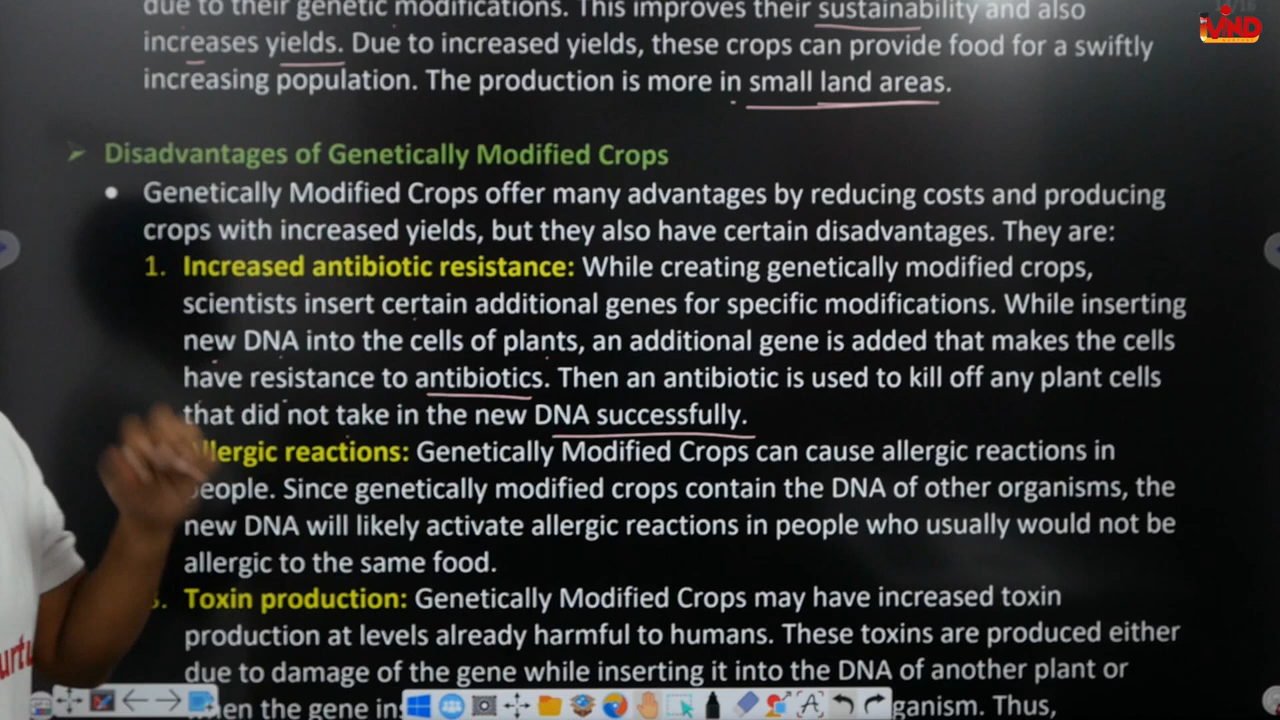 due to their genetic modifications. This improves their sustainability and also
increases yields. Due to increased yields, these crops can provide food for a swiftly
increasing population. The production is more in small land areas.
Disadvantages of Genetically Modified Crops
Genetically Modified Crops offer many advantages by reducing costs and producing
crops with increased yields, but they also have certain disadvantages. They are:
1. Increased antibiotic resistance: While creating genetically modified crops,
scientists insert certain additional genes for specific modifications. While inserting
new DNA into the cells of plants, an additional gene is added that makes the cells
have resistance to antibiotics. Then an antibiotic is used to kill off any plant cells
that did not take in the new DNA successfully.
Allergic reactions: Genetically Modified Crops can cause allergic reactions in
people. Since genetically modified crops contain the DNA of other organisms, the
new DNA will likely activate allergic reactions in people who usually would not be
allergic to the same food.
Toxin production: Genetically Modified Crops may have increased toxin
production at levels already harmful to humans. These toxins are produced either
due to damage of the gene while inserting it into the DNA of another plant or
when the gene
Thus,
iVIND